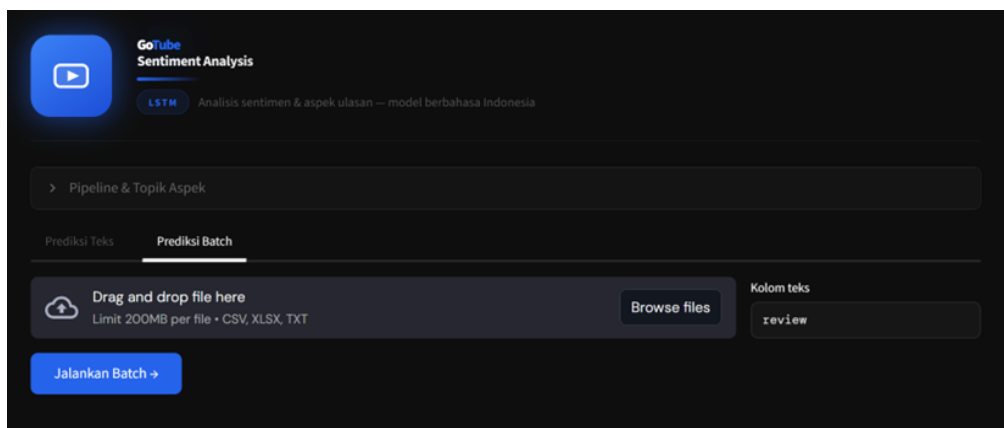 GoTube
Sentiment Analysis
LSTM Analisis sentimen & aspek ulasan — model berbahasa Indonesia
Pipeline & Topik Aspek
Prediksi Teks Prediksi Batch
Drag and drop file here
Limit 200MB per file • CSV, XLSX, TXT
Browse files
Kolom teks
review
Jalankan Batch →